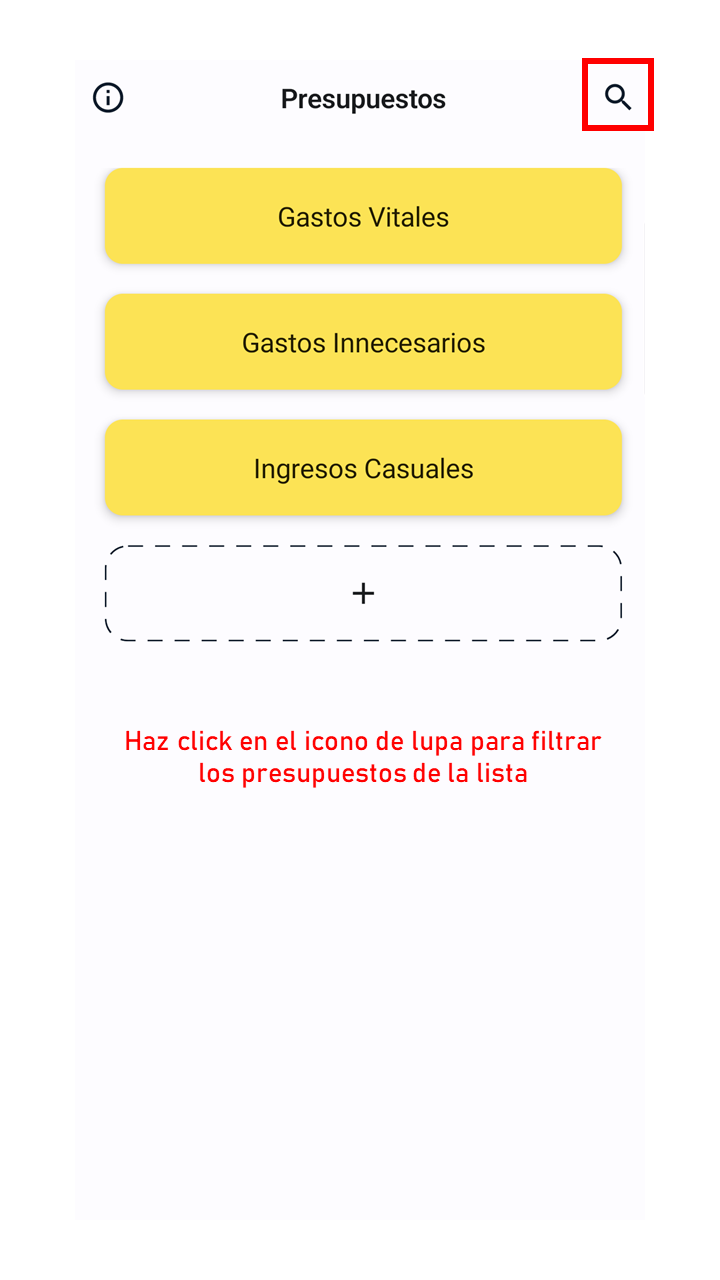 Presupuestos
Gastos Vitales
Gastos Innecesarios
Ingresos Casuales
+
Haz click en el icono de lupa para filtrar
los presupuestos de la lista